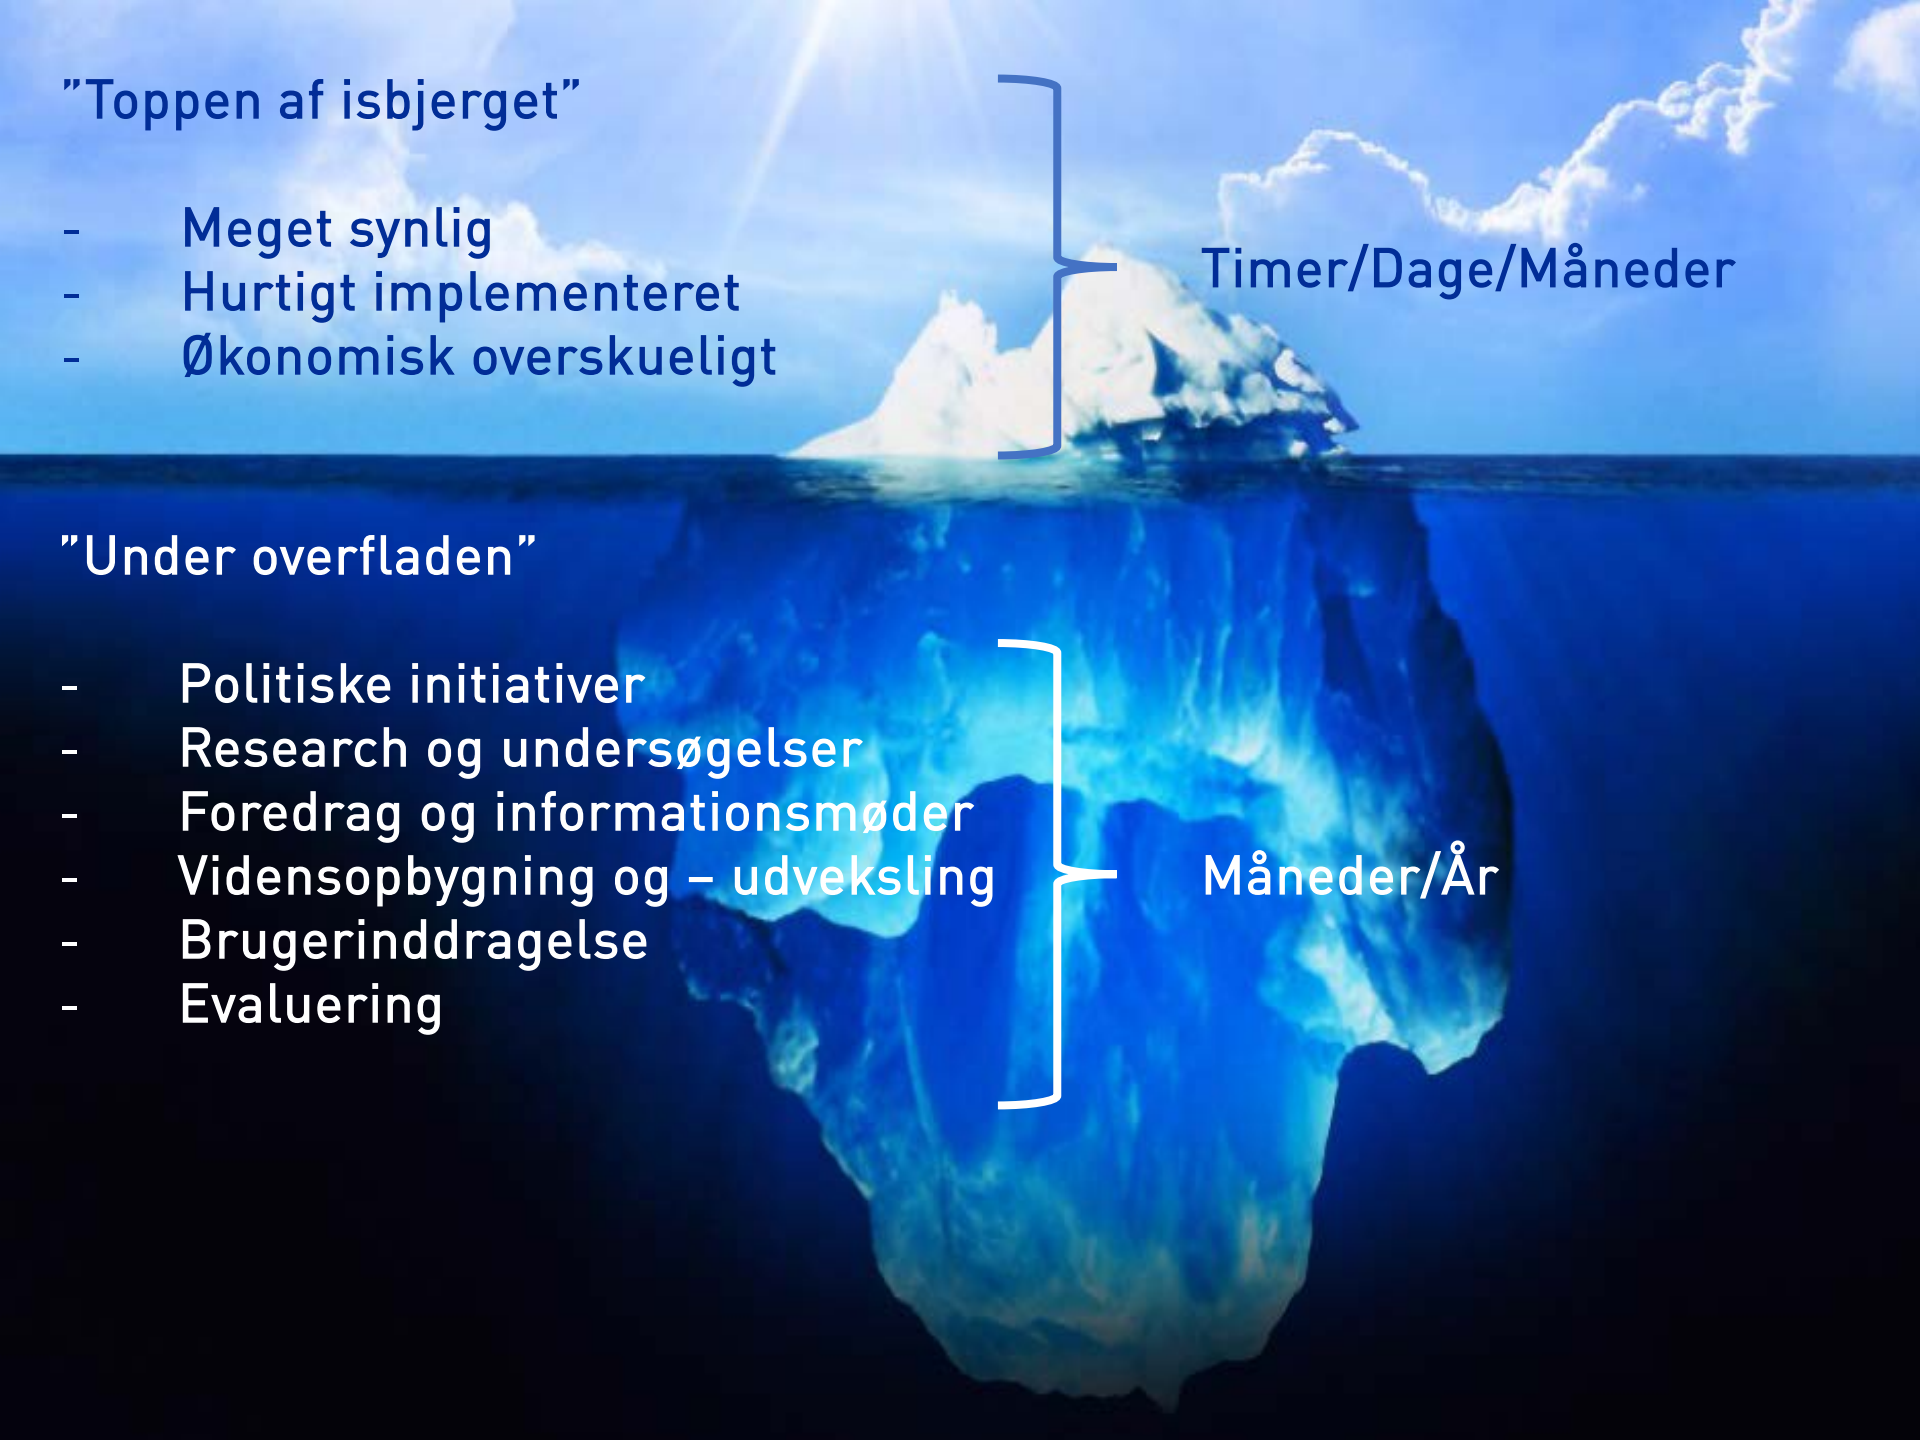 ”Toppen af isbjerget”
- Meget synlig
- Hurtigt implementeret
- Økonomisk overskueligt
Timer/Dage/Måneder
”Under overfladen”
- Politiske initiativer
- Research og undersøgelser
- Foredrag og informationsmøder
- Vidensopbygning og – udveksling
- Brugerinddragelse
- Evaluering
Måneder/År